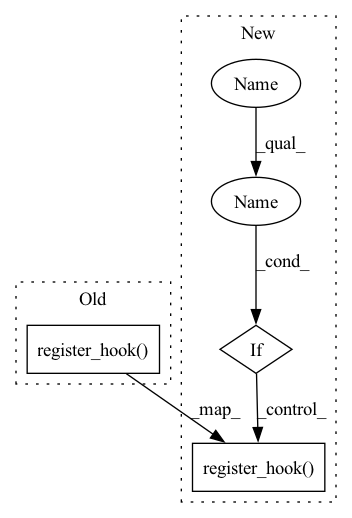 New
Name
_qual_
Name
_cond_
Old
If
register_hook()
_map_
_control_
register_hook()